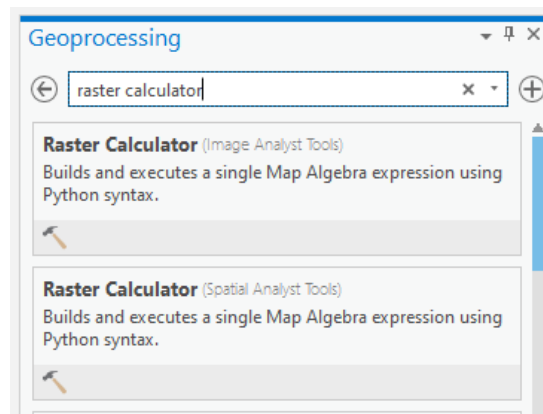 Geoprocessing
raster calculator
Raster Calculator (Image Analyst Tools)
Builds and executes a single Map Algebra expression using
Python syntax.
Raster Calculator (Spatial Analyst Tools)
Builds and executes a single Map Algebra expression using
Python syntax.